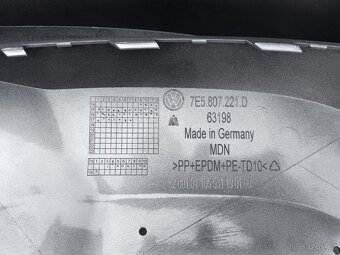 7E5.807.221.D
63198
Made in Germany
MDN
>PP+EPDM+PE-TD10<